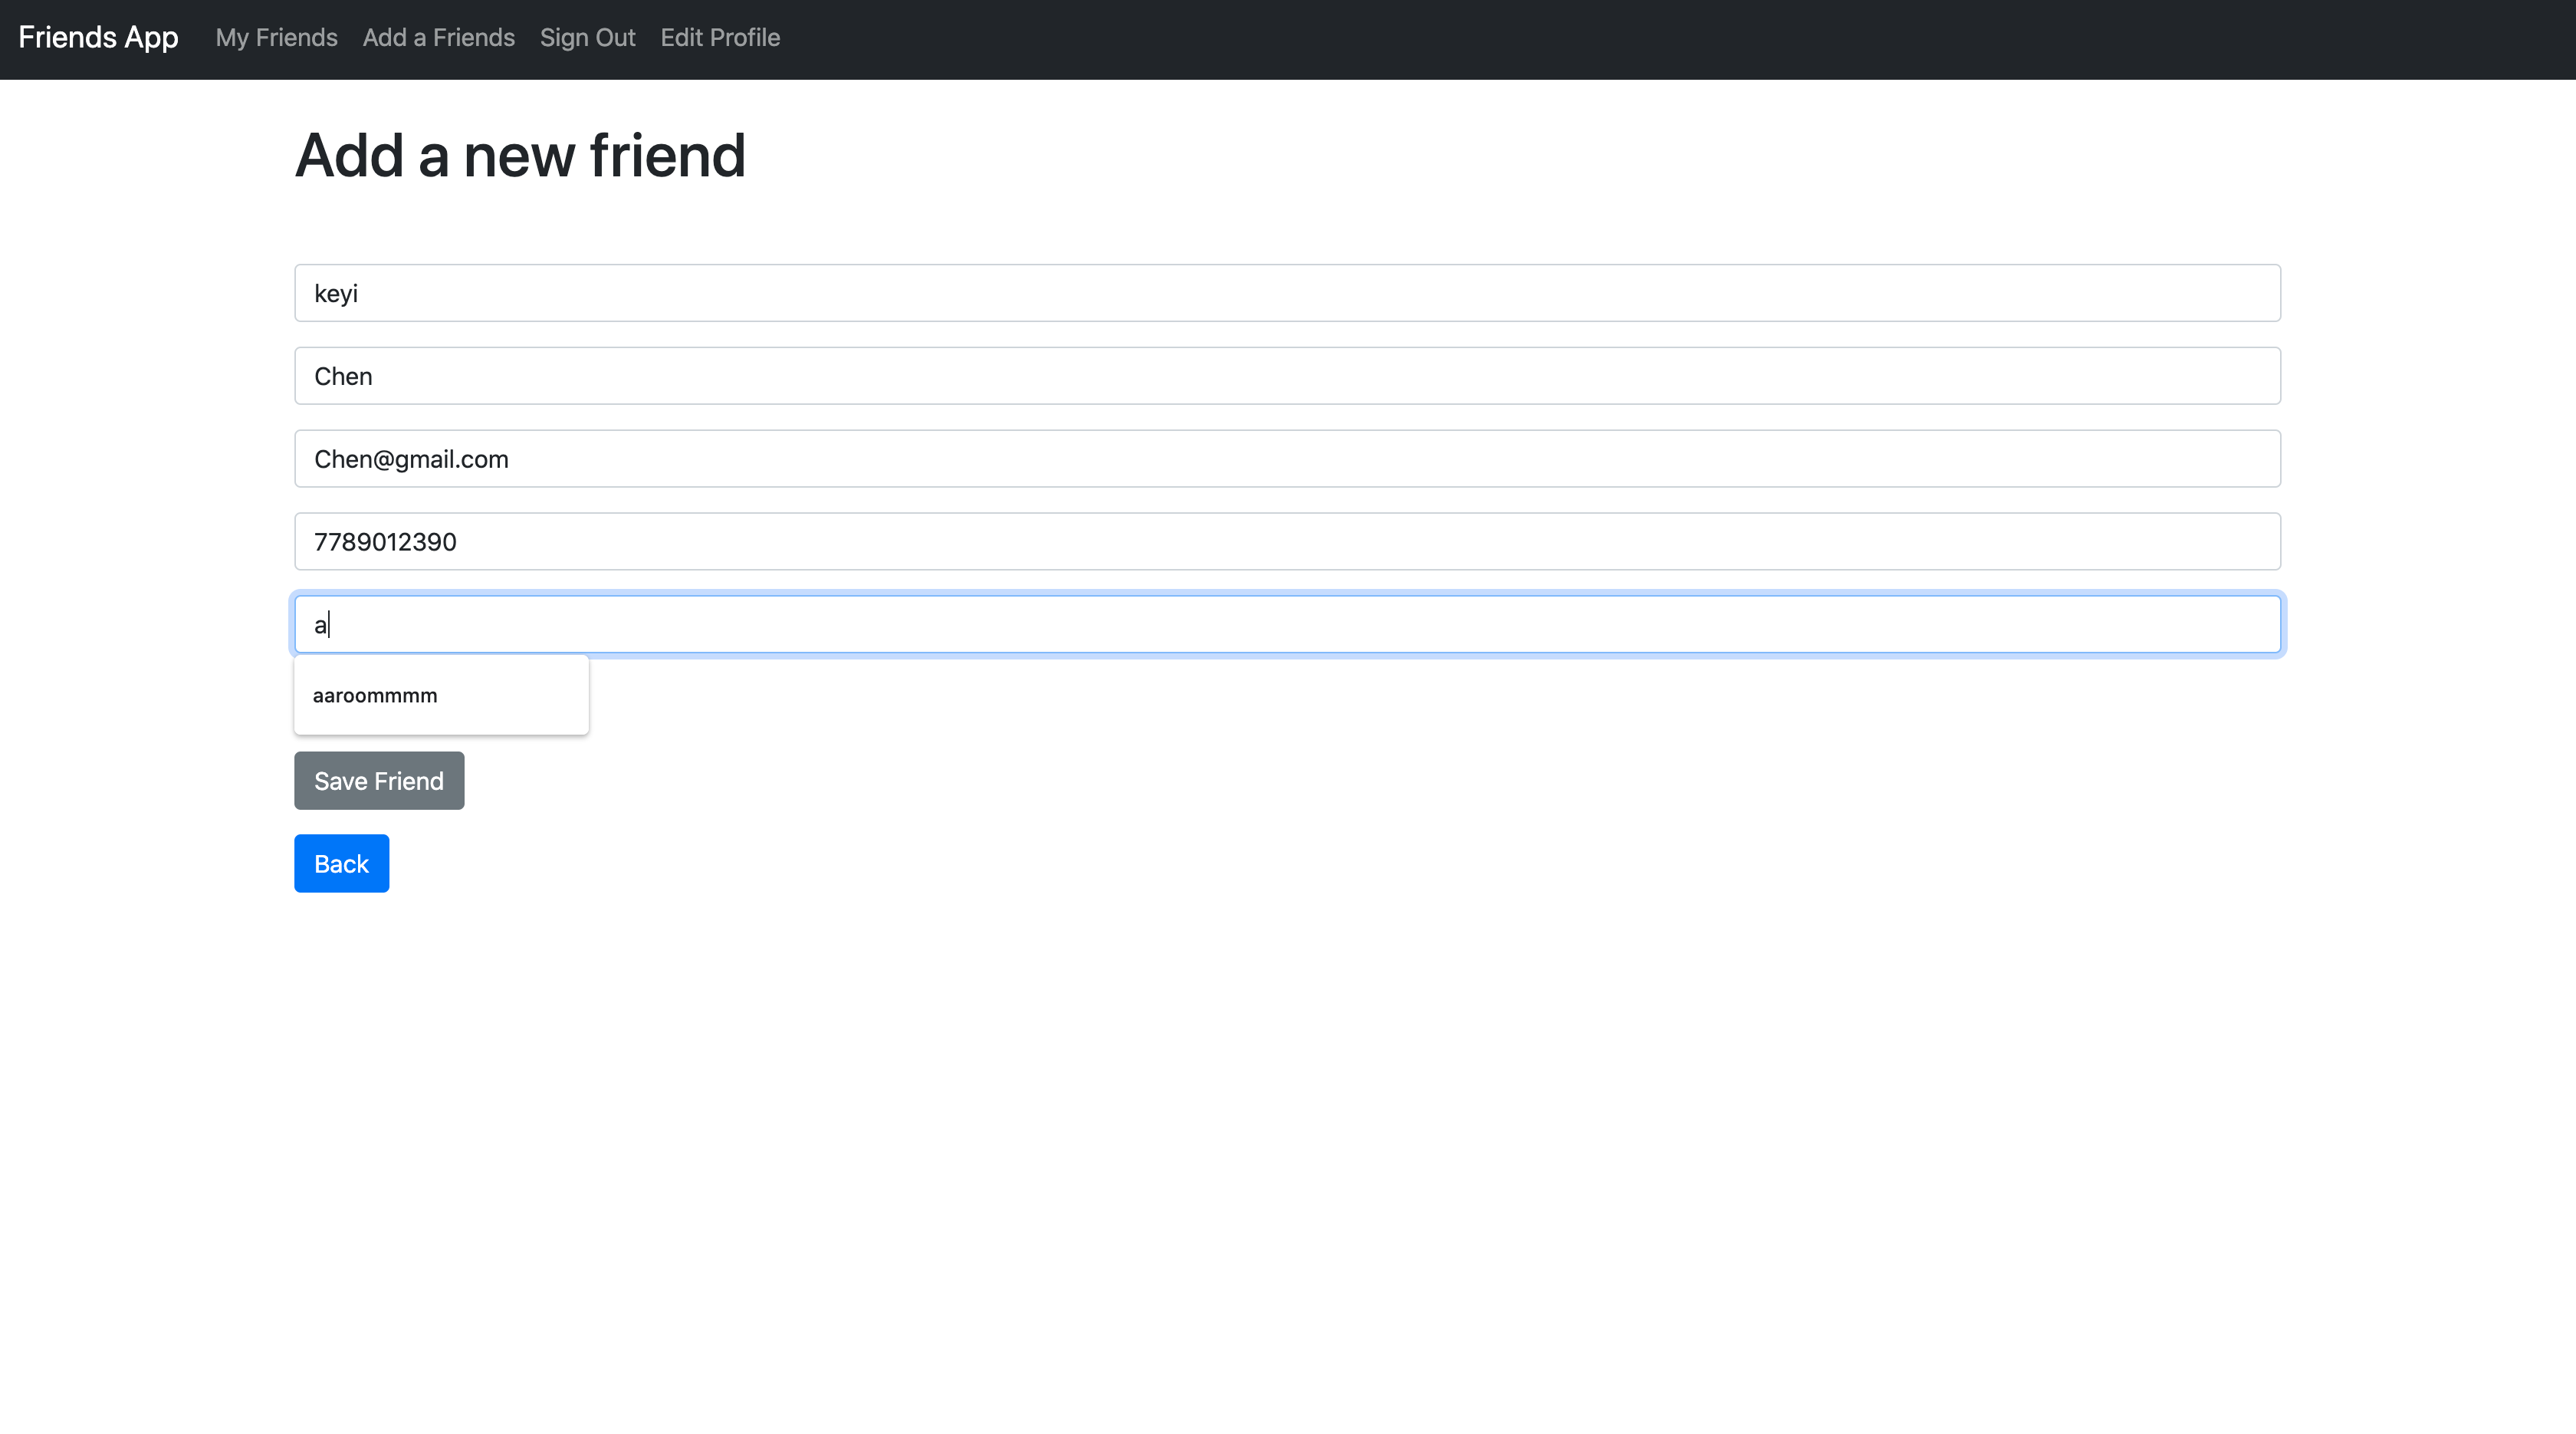 Friends App My Friends Add a Friends Sign Out Edit Profile
Add a new friend
keyi
Chen
Chen@gmail.com
7789012390
a
aaroommmm
Save Friend
Back